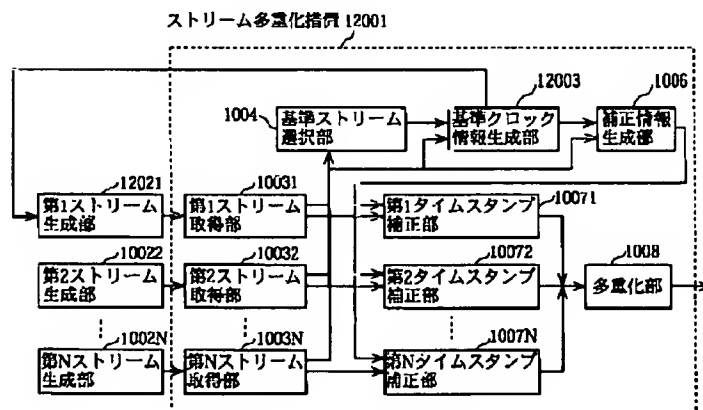 ストリーム多重化措置12001
12003
1006
1004
基準ストリーム
選択部
基準クロック
情報生成部
補正情報
生成部
12021
10031
10071
第1ストリーム
生成部
第1ストリーム
取得部
第1タイムスタンプ
補正部
10022
10032
10072
1008
第2ストリーム
生成部
第2ストリーム
取得部
第2タイムスタンプ
補正部
多重化部
1002N
1003N
1007N
第Nストリーム
生成部
第Nストリーム
取得部
第Nタイムスタンプ
補正部